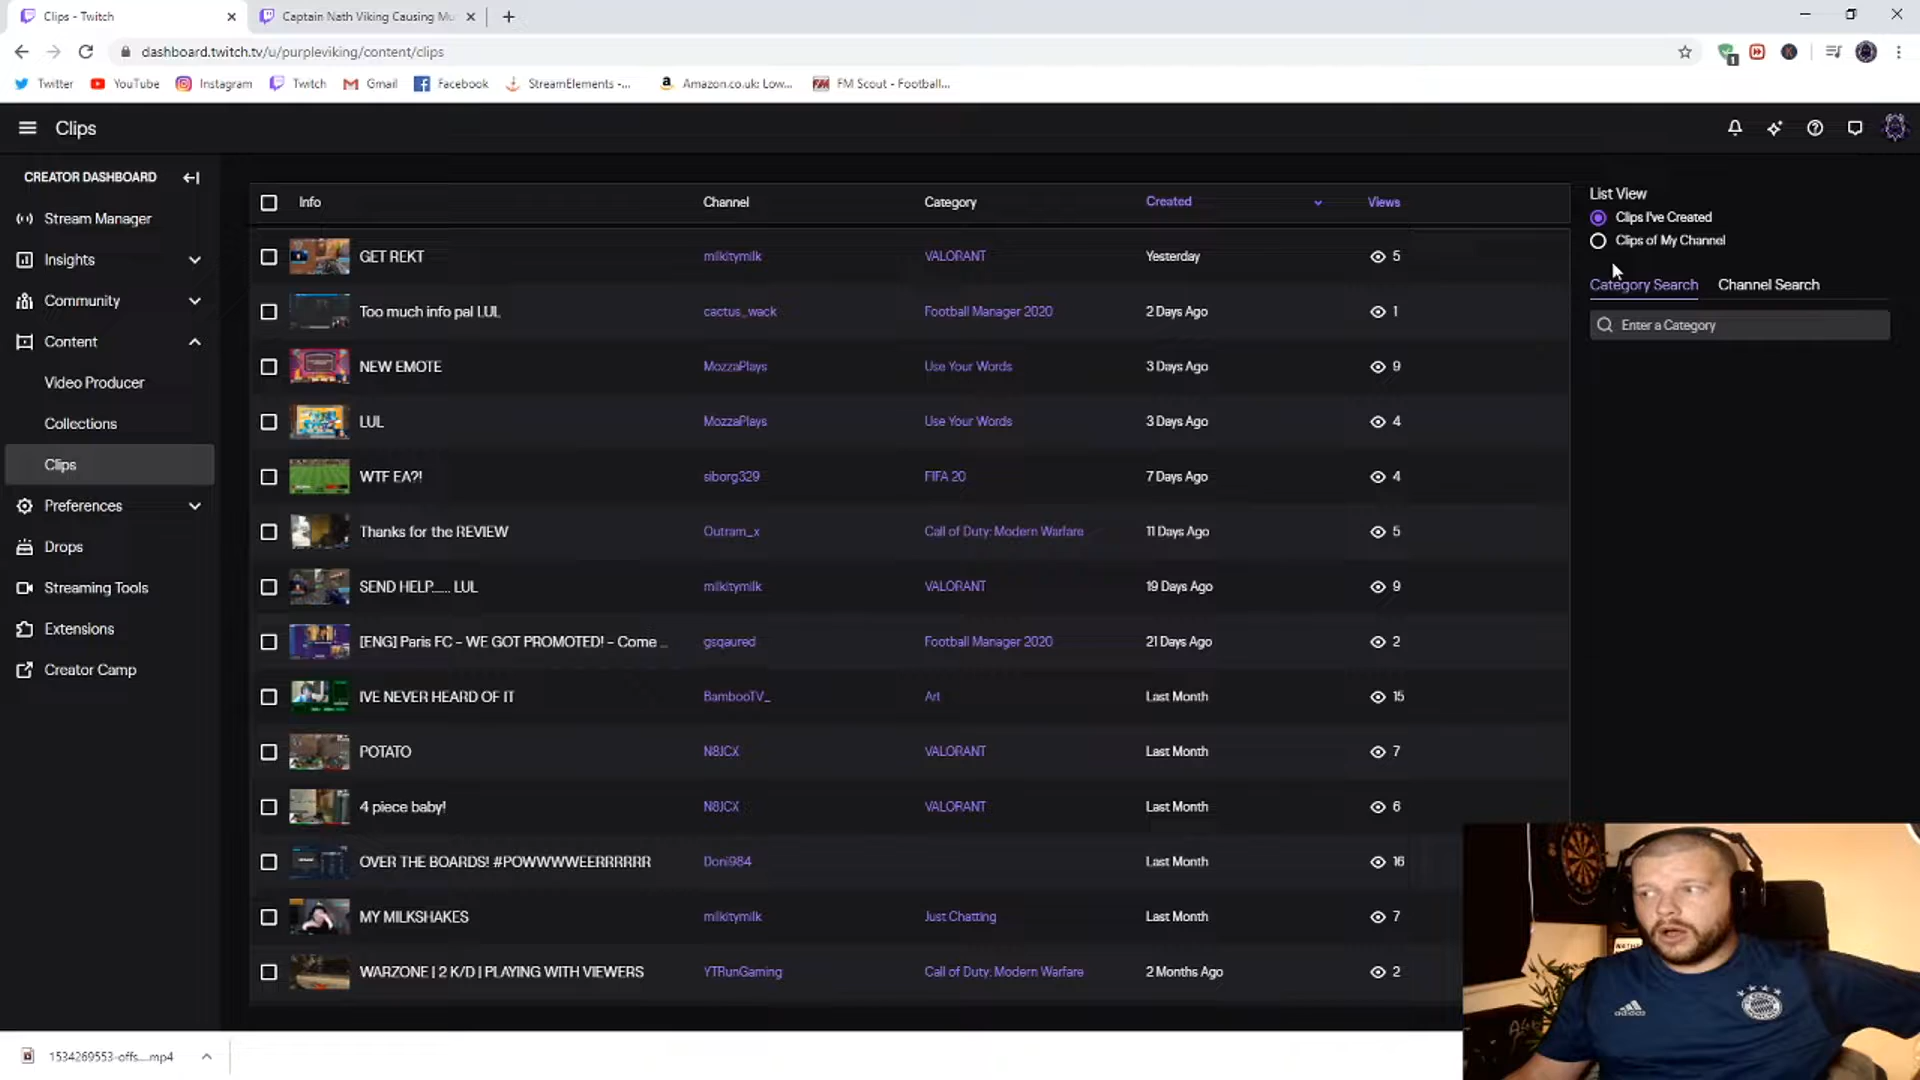 Clips - Twitch
Captain Nath Viking Causing Mu
dashboard.twitch.tv/u/purpleviking/content/clips
1
K
Twitter YouTube Instagram Twitch Gmail Facebook StreamElements -... Amazon.co.uk: Low... FM Scout - Football...
Clips
CREATOR DASHBOARD
Stream Manager
Insights
Community
Content
Video Producer
Collections
Clips
Preferences
Drops
Streaming Tools
Extensions
Creator Camp
Info Channel Category Created Views
GET REKT milkitymilk VALORANT Yesterday 5
Too much info pal LUL cactus_wack Football Manager 2020 2 Days Ago 1
NEW EMOTE MozzaPlays Use Your Words 3 Days Ago 9
LUL MozzaPlays Use Your Words 3 Days Ago 4
WTF EA?! siborg329 FIFA 20 7 Days Ago 4
Thanks for the REVIEW Outram_x Call of Duty: Modern Warfare 11 Days Ago 5
SEND HELP...... LUL milkitymilk VALORANT 19 Days Ago 9
[ENG] Paris FC - WE GOT PROMOTED! - Come ... gsqaured Football Manager 2020 21 Days Ago 2
IVE NEVER HEARD OF IT BambooTV_ Art Last Month 15
POTATO N8JCX VALORANT Last Month 7
4 piece baby! N8JCX VALORANT Last Month 6
OVER THE BOARDS! #POWWWWEERRRRRR Doni984 Last Month 16
MY MILKSHAKES milkitymilk Just Chatting Last Month 7
WARZONE | 2 K/D | PLAYING WITH VIEWERS YTRunGaming Call of Duty: Modern Warfare 2 Months Ago 2
List View
Clips I've Created
Clips of My Channel
Category Search Channel Search
Enter a Category
1534269553-offs....mp4
adidas